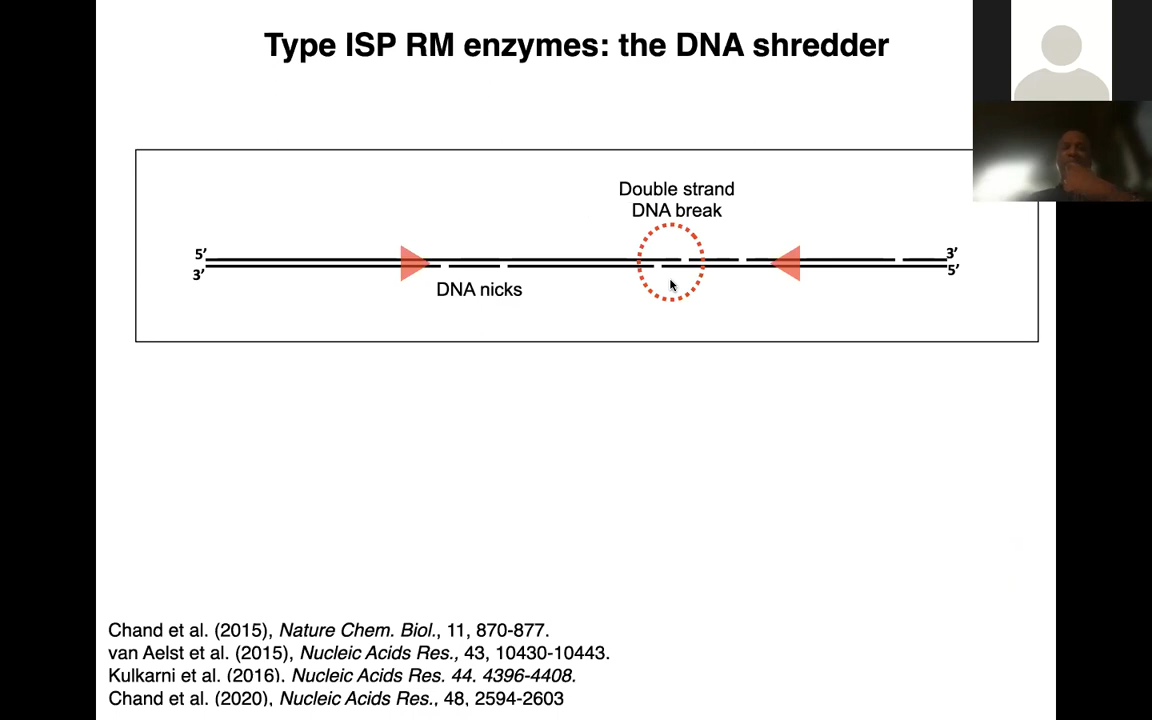 Type ISP RM enzymes: the DNA shredder
Double strand
DNA break
5’
3’
3’
5’
DNA nicks
Chand et al. (2015), Nature Chem. Biol., 11, 870-877.
van Aelst et al. (2015), Nucleic Acids Res., 43, 10430-10443.
Kulkarni et al. (2016). Nucleic Acids Res. 44. 4396-4408.
Chand et al. (2020), Nucleic Acids Res., 48, 2594-2603